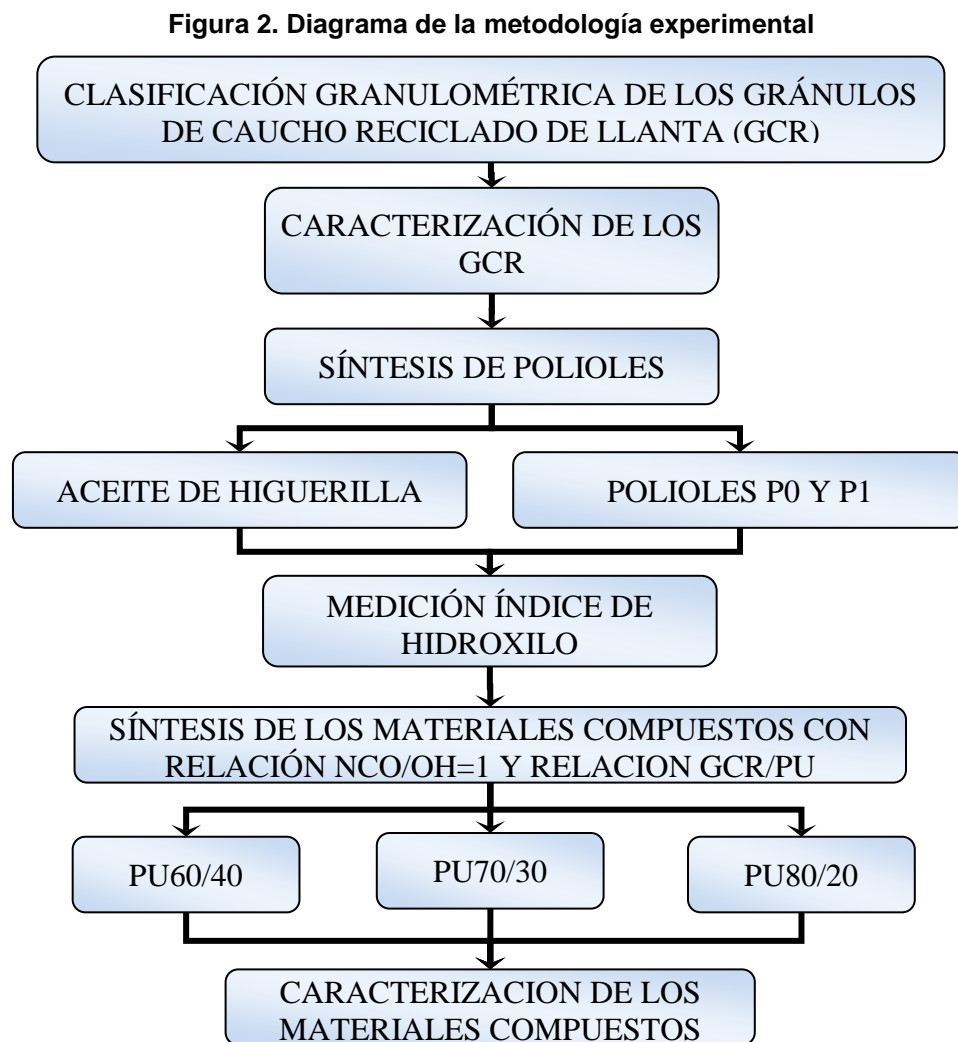 Figura 2. Diagrama de la metodología experimental
CLASIFICACIÓN GRANULOMÉTRICA DE LOS GRÁNULOS
DE CAUCHO RECICLADO DE LLANTA (GCR)
CARACTERIZACIÓN DE LOS
GCR
SÍNTESIS DE POLIOLES
ACEITE DE HIGUERILLA
POLIOLES P0 Y P1
MEDICIÓN ÍNDICE DE
HIDROXILO
SÍNTESIS DE LOS MATERIALES COMPUESTOS CON
RELACIÓN NCO/OH=1 Y RELACION GCR/PU
PU60/40
PU70/30
PU80/20
CARACTERIZACION DE LOS
MATERIALES COMPUESTOS